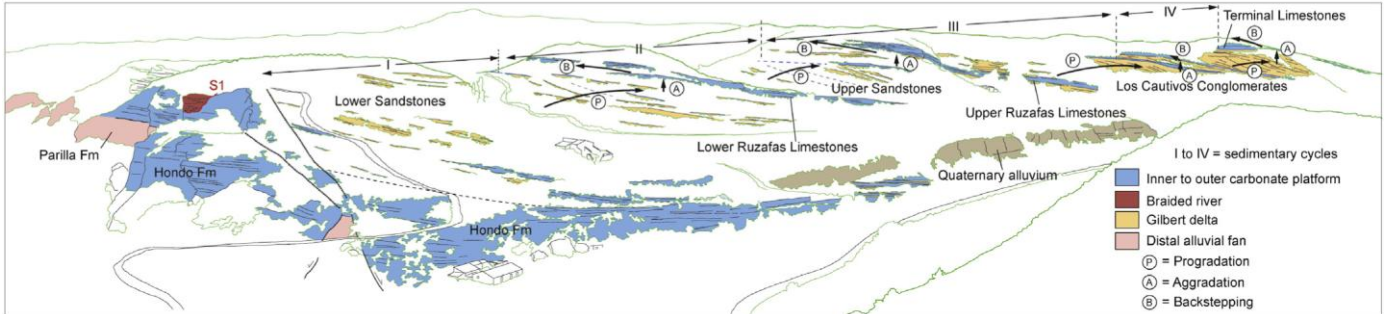 I
II
III
IV
Terminal Limestones
B
A
B
A
P
S1
Lower Sandstones
B
A
P
Upper Sandstones
P
B
A
P
Los Cautivos Conglomerates
Upper Ruzafas Limestones
Parilla Fm
Hondo Fm
Lower Ruzafas Limestones
Quaternary alluvium
Hondo Fm
I to IV = sedimentary cycles
Inner to outer carbonate platform
Braided river
Gilbert delta
Distal alluvial fan
P = Progradation
A = Aggradation
B = Backstepping